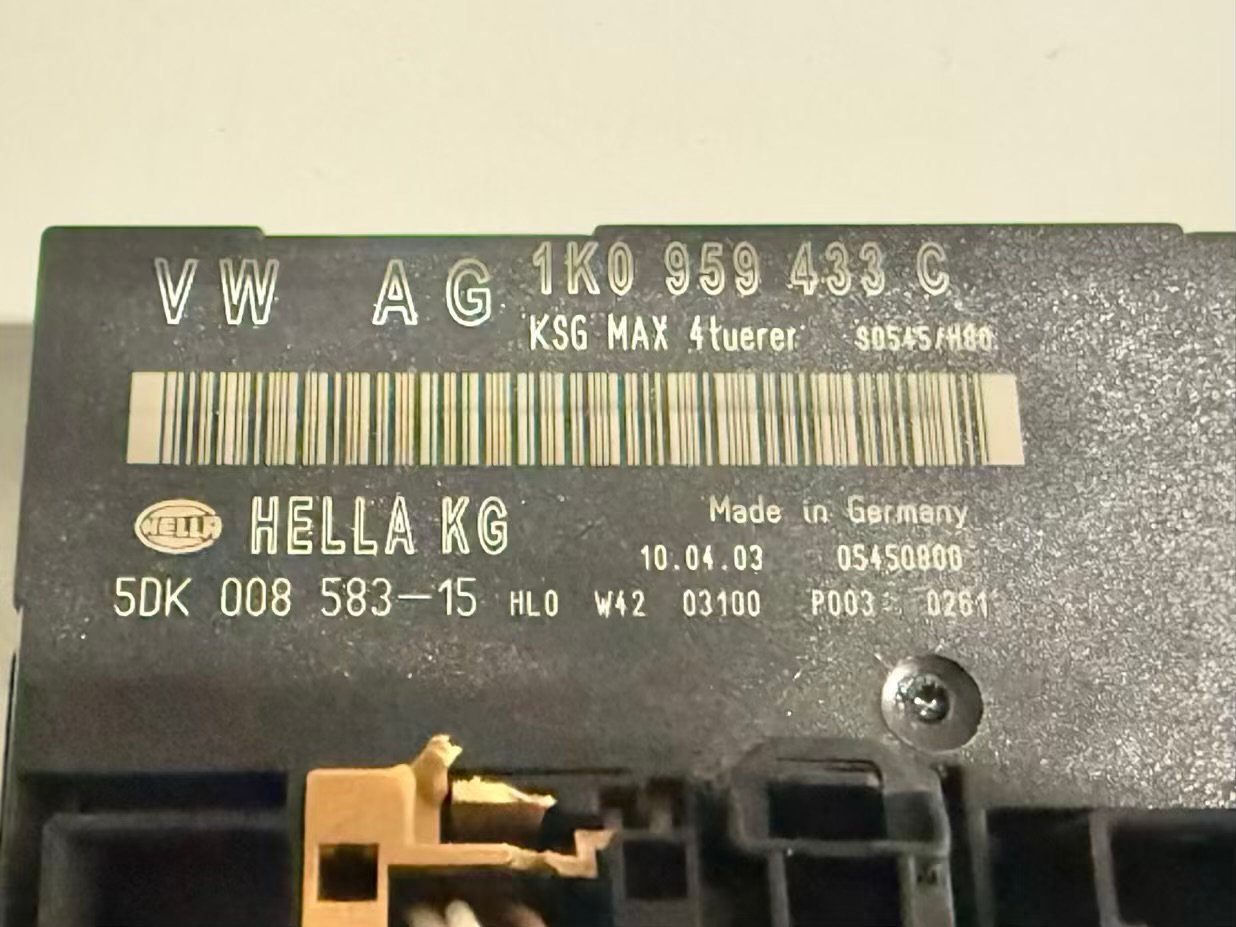 VW AG 1K0 959 433 C
KSG MAX 4tuerer S0545/H80
HELLA HELLA KG
Made in Germany
10.04.03 05450800
5DK 008 583-15 HL0 W42 03100 P003 0261